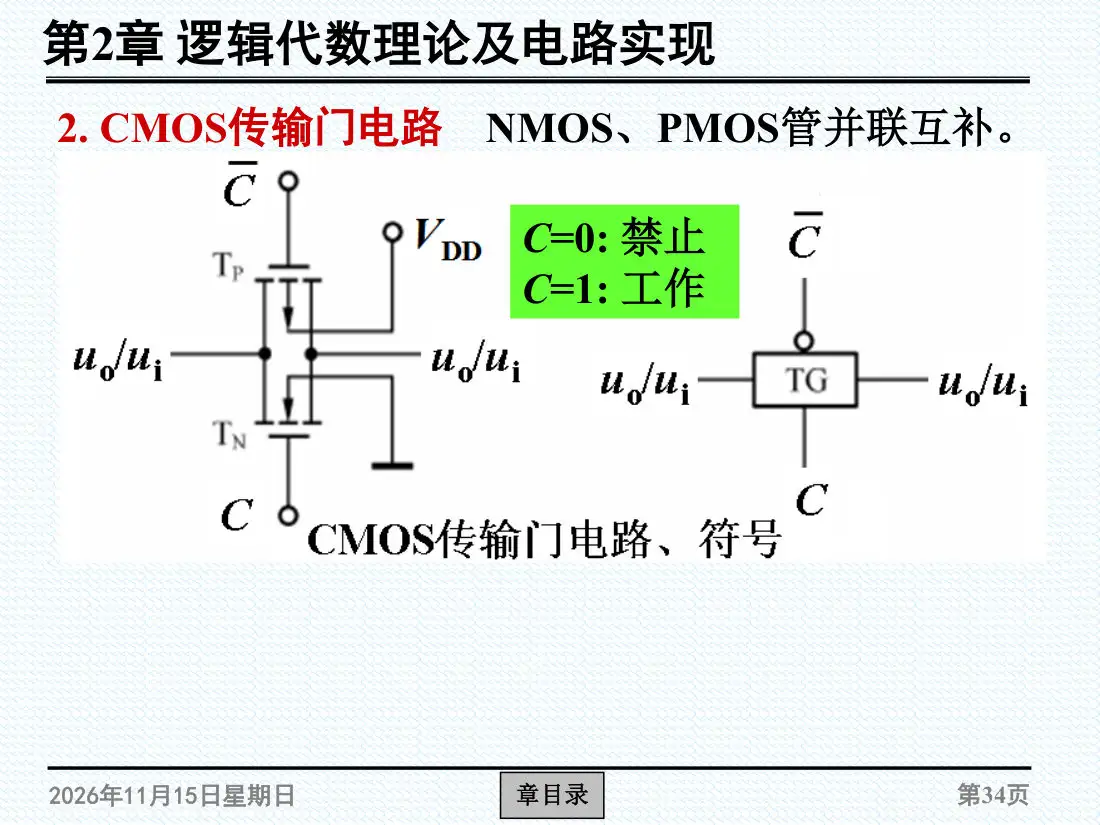 第2章 逻辑代数理论及电路实现
2. CMOS传输门电路 NMOS、PMOS管并联互补。
C̅
VDD
TP
uo/ui
uo/ui
TN
C
C=0: 禁止
C=1: 工作
C̅
uo/ui
TG
uo/ui
C
CMOS传输门电路、符号
2026年11月15日星期日
章目录
第34页